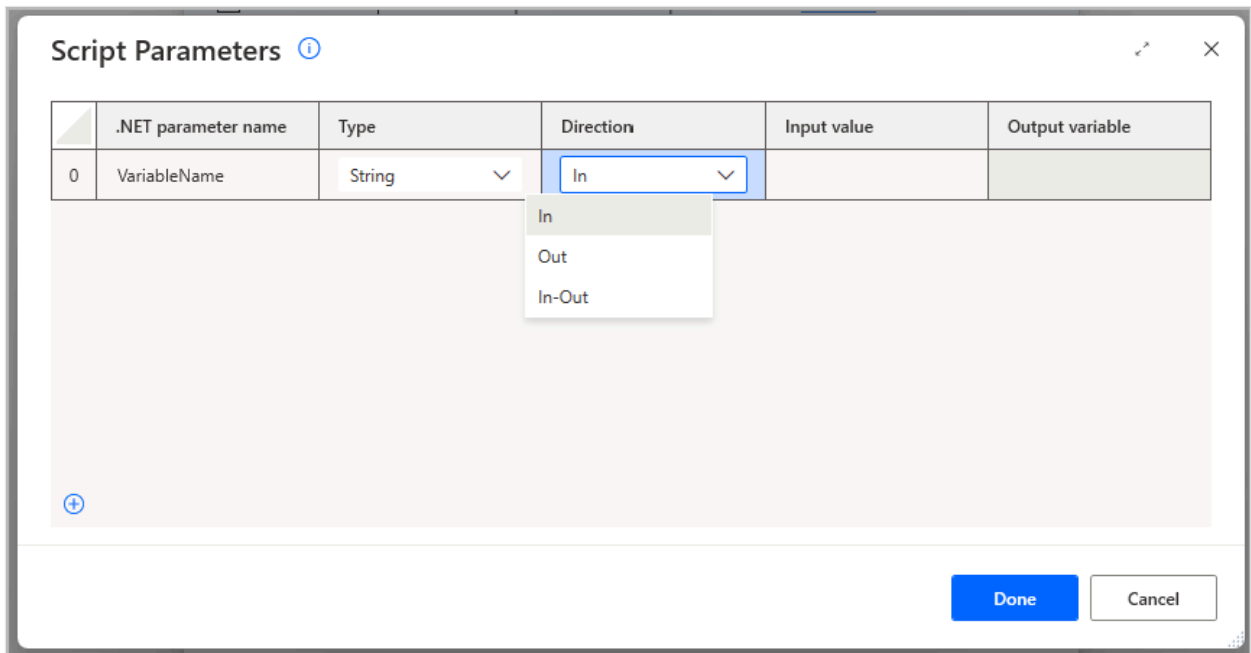 Script Parameters
.NET parameter name Type Direction Input value Output variable
0 VariableName String In
In
Out
In-Out
Done Cancel